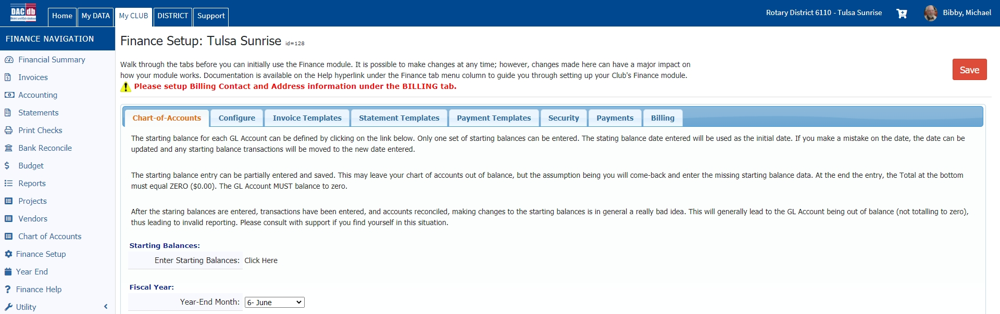 DACdb
District and Club database
Home
My DATA
My CLUB
DISTRICT
Support
Rotary District 6110 - Tulsa Sunrise
Bibby, Michael
FINANCE NAVIGATION
Financial Summary
Invoices
Accounting
Statements
Print Checks
Bank Reconcile
Budget
Reports
Projects
Vendors
Chart of Accounts
Finance Setup
Year End
Finance Help
Utility
Finance Setup: Tulsa Sunrise id=128
Walk through the tabs before you can initially use the Finance module. It is possible to make changes at any time; however, changes made here can have a major impact on
how your module works. Documentation is available on the Help hyperlink under the Finance tab menu column to guide you through setting up your Club's Finance module.
Please setup Billing Contact and Address information under the BILLING tab.
Save
Chart-of-Accounts
Configure
Invoice Templates
Statement Templates
Payment Templates
Security
Payments
Billing
The starting balance for each GL Account can be defined by clicking on the link below. Only one set of starting balances can be entered. The stating balance date entered will be used as the initial date. If you make a mistake on the date, the date can be
updated and any starting balance transactions will be moved to the new date entered.
The starting balance entry can be partially entered and saved. This may leave your chart of accounts out of balance, but the assumption being you will come-back and enter the missing starting balance data. At the end the entry, the Total at the bottom
must equal ZERO ($0.00). The GL Account MUST balance to zero.
After the staring balances are entered, transactions have been entered, and accounts reconciled, making changes to the starting balances is in general a really bad idea. This will generally lead to the GL Account being out of balance (not totalling to zero),
thus leading to invalid reporting. Please consult with support if you find yourself in this situation.
Starting Balances:
Enter Starting Balances: Click Here
Fiscal Year:
Year-End Month: 6- June